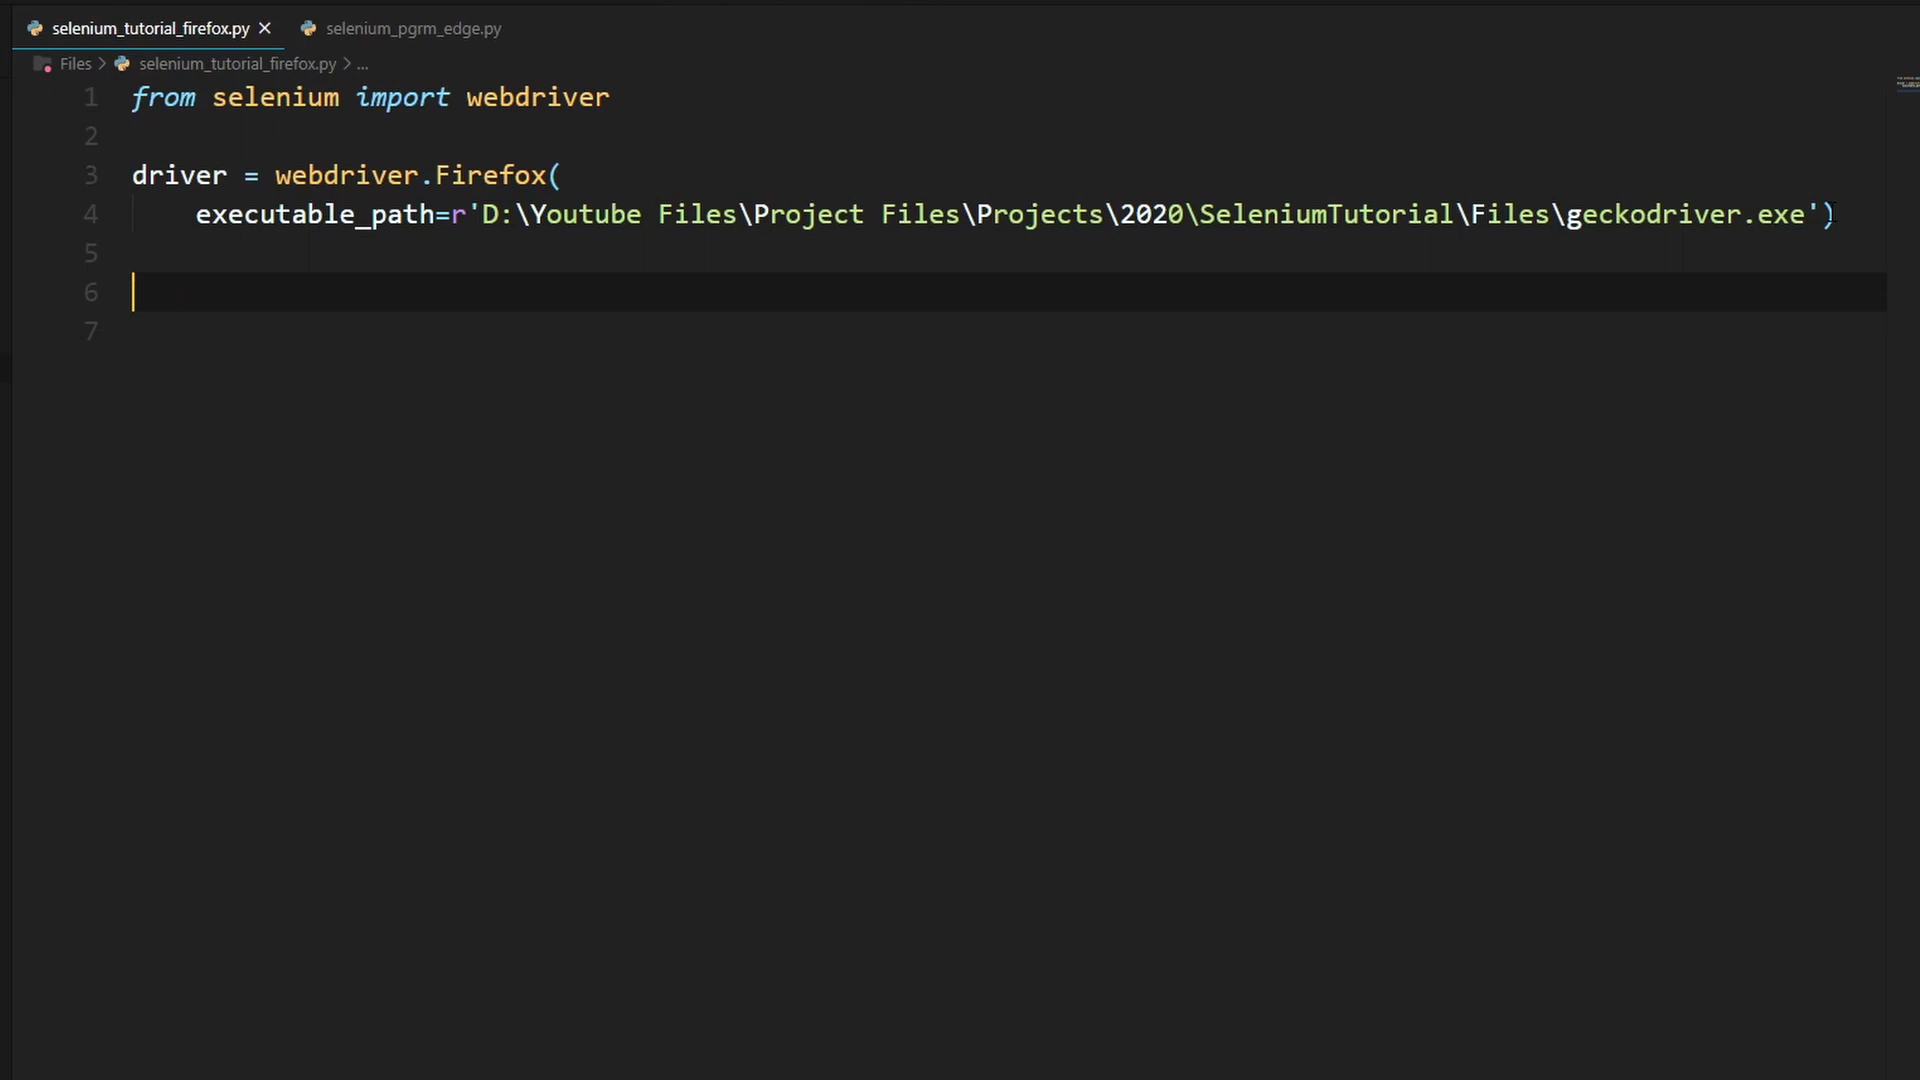 selenium_tutorial_firefox.py selenium_pgrm_edge.py
Files > selenium_tutorial_firefox.py > ...
1 from selenium import webdriver
2
3 driver = webdriver.Firefox(
4 executable_path=r'D:\Youtube Files\Project Files\Projects\2020\SeleniumTutorial\Files\geckodriver.exe')
5
6
7